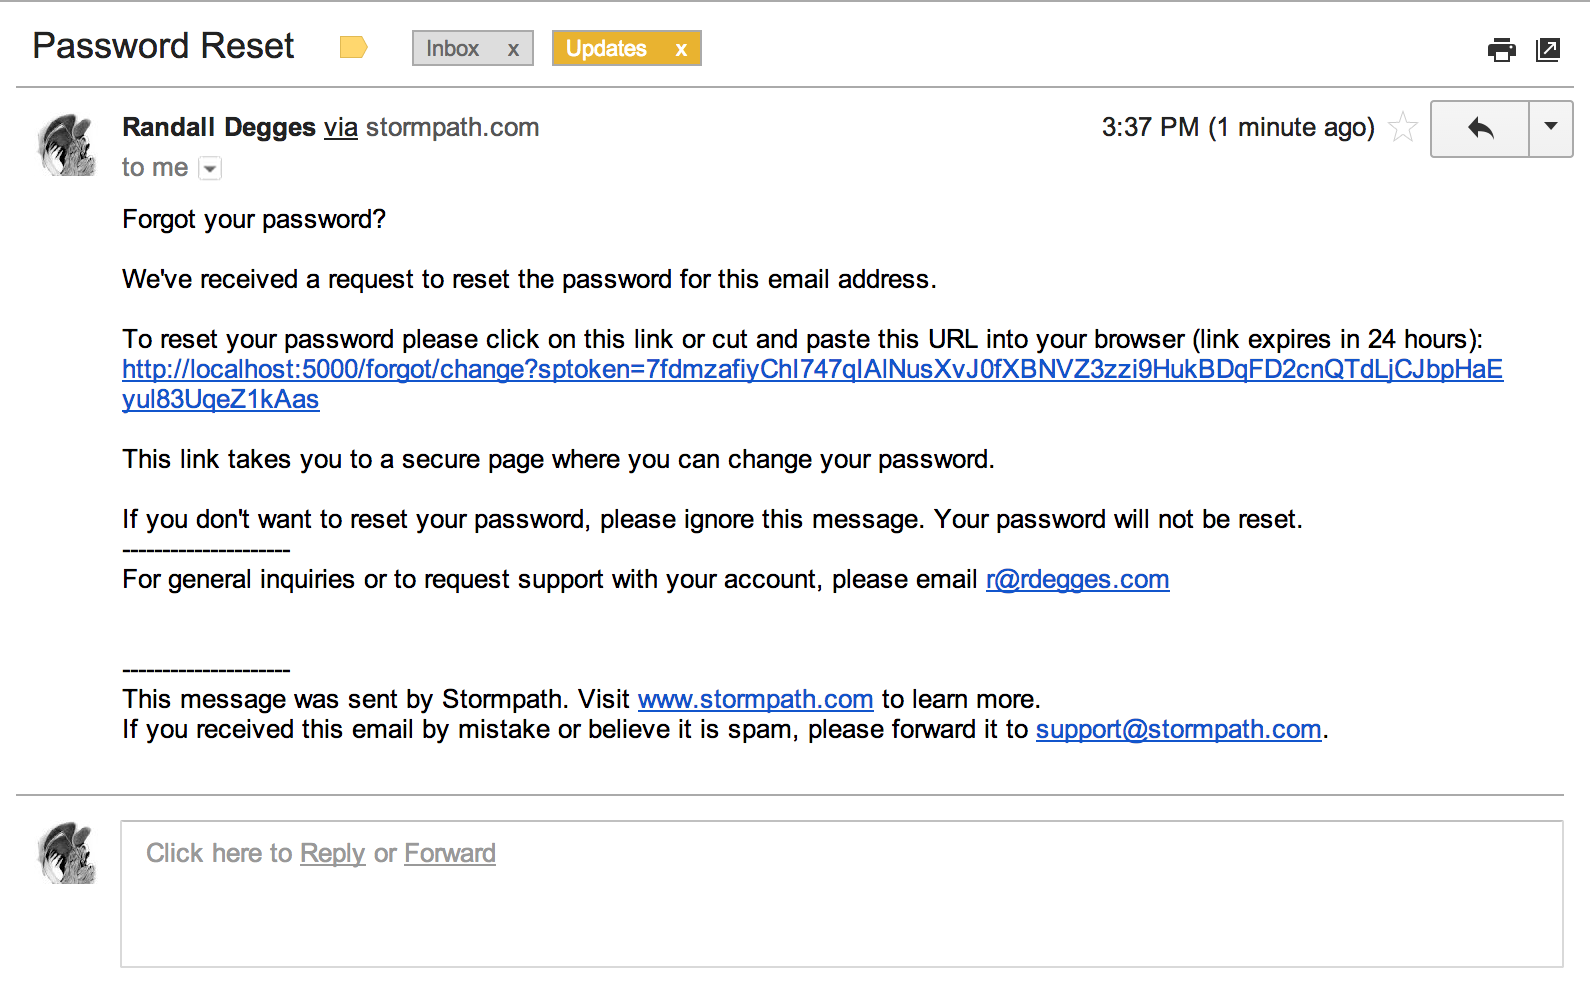 Password Reset
Inbox x
Updates x
Randall Degges via stormpath.com
3:37 PM (1 minute ago)
to me
Forgot your password?
We've received a request to reset the password for this email address.
To reset your password please click on this link or cut and paste this URL into your browser (link expires in 24 hours):
http://localhost:5000/forgot/change?sptoken=7fdmzafiyChI747qIAlNusXvJ0fXBNVZ3zzi9HukBDqFD2cnQTdLjCJbpHaE
yul83UqeZ1kAas
This link takes you to a secure page where you can change your password.
If you don't want to reset your password, please ignore this message. Your password will not be reset.
---------------------
For general inquiries or to request support with your account, please email r@rdegges.com
---------------------
This message was sent by Stormpath. Visit www.stormpath.com to learn more.
If you received this email by mistake or believe it is spam, please forward it to support@stormpath.com.
Click here to Reply or Forward